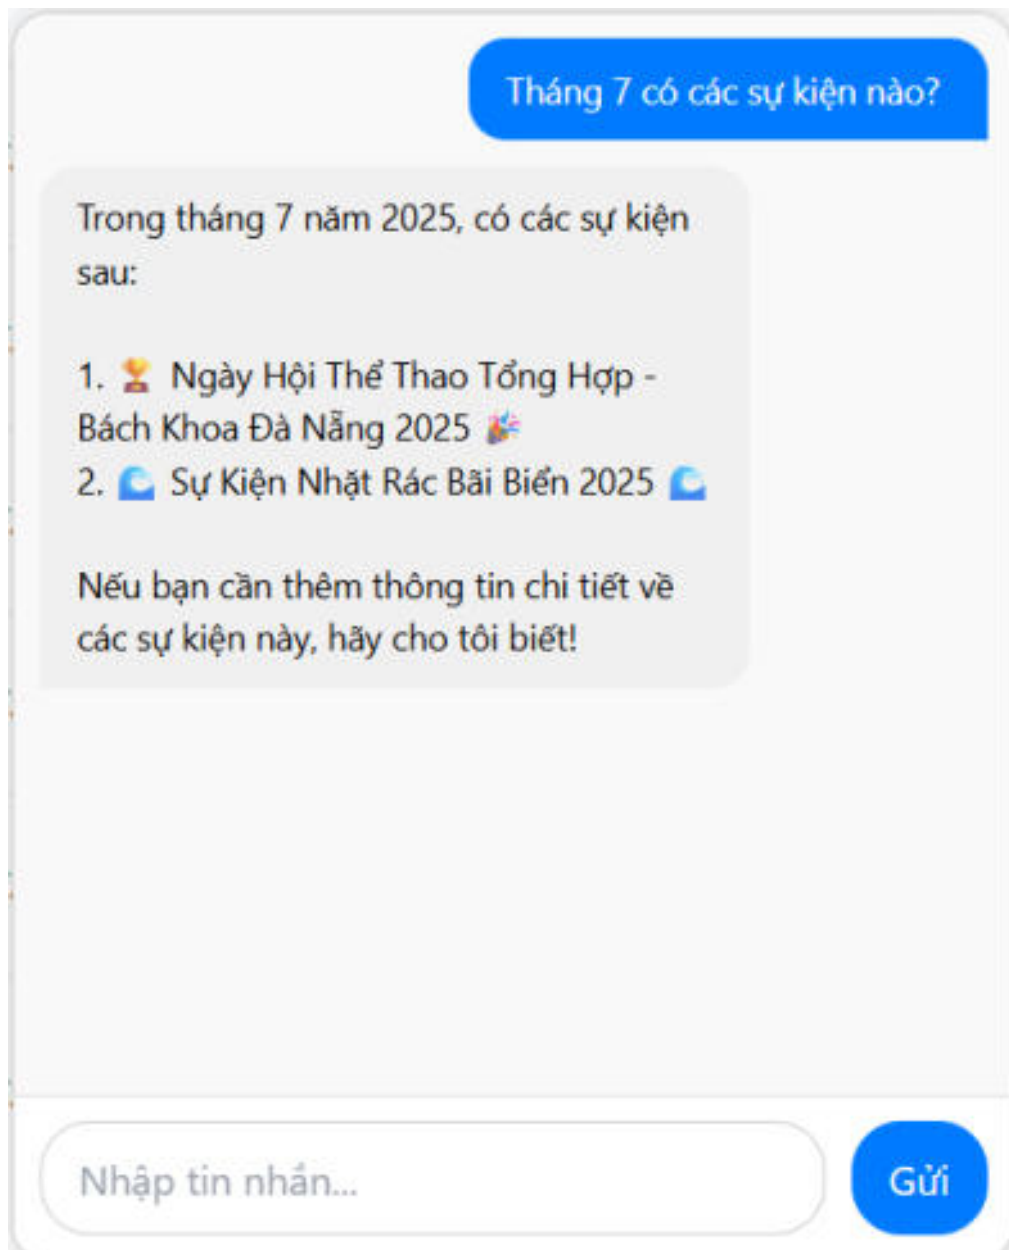 Tháng 7 có các sự kiện nào?
Trong tháng 7 năm 2025, có các sự kiện
sau:
1. 🏆 Ngày Hội Thể Thao Tổng Hợp -
Bách Khoa Đà Nẵng 2025 🎉
2. 🌊 Sự Kiện Nhặt Rác Bãi Biển 2025 🌊
Nếu bạn cần thêm thông tin chi tiết về
các sự kiện này, hãy cho tôi biết!
Nhập tin nhắn...
Gửi